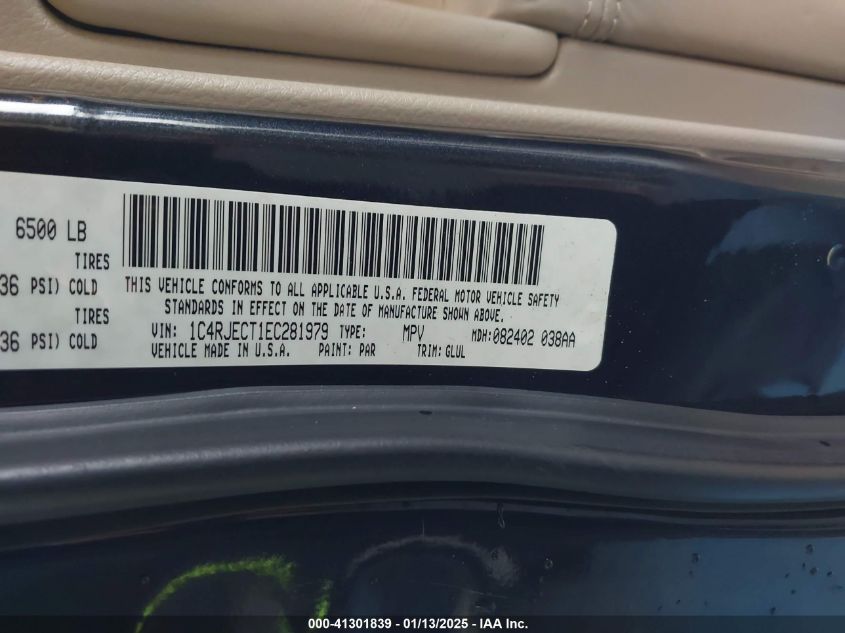 6500 LB
TIRES
36 PSI) COLD
TIRES
36 PSI) COLD
THIS VEHICLE CONFORMS TO ALL APPLICABLE U.S.A. FEDERAL MOTOR VEHICLE SAFETY
STANDARDS IN EFFECT ON THE DATE OF MANUFACTURE SHOWN ABOVE.
VIN: 1C4RJECT1EC281979 TYPE: MPV MDH:082402 038AA
VEHICLE MADE IN U.S.A. PAINT: PAR TRIM: GLUL
000-41301839 - 01/13/2025 - IAA Inc.